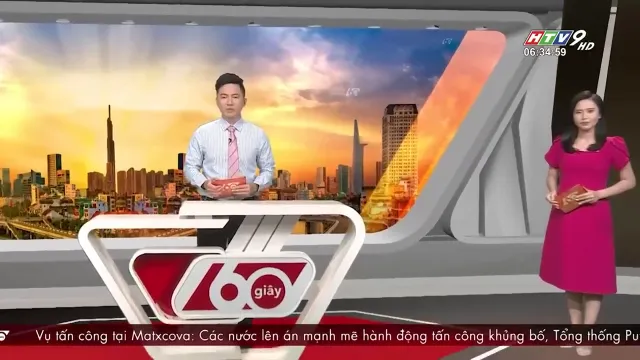 HTV9 HD
06:34:59
60
giây
Vụ tấn công tại Matxcova: Các nước lên án mạnh mẽ hành động tấn công khủng bố, Tổng thống Pu